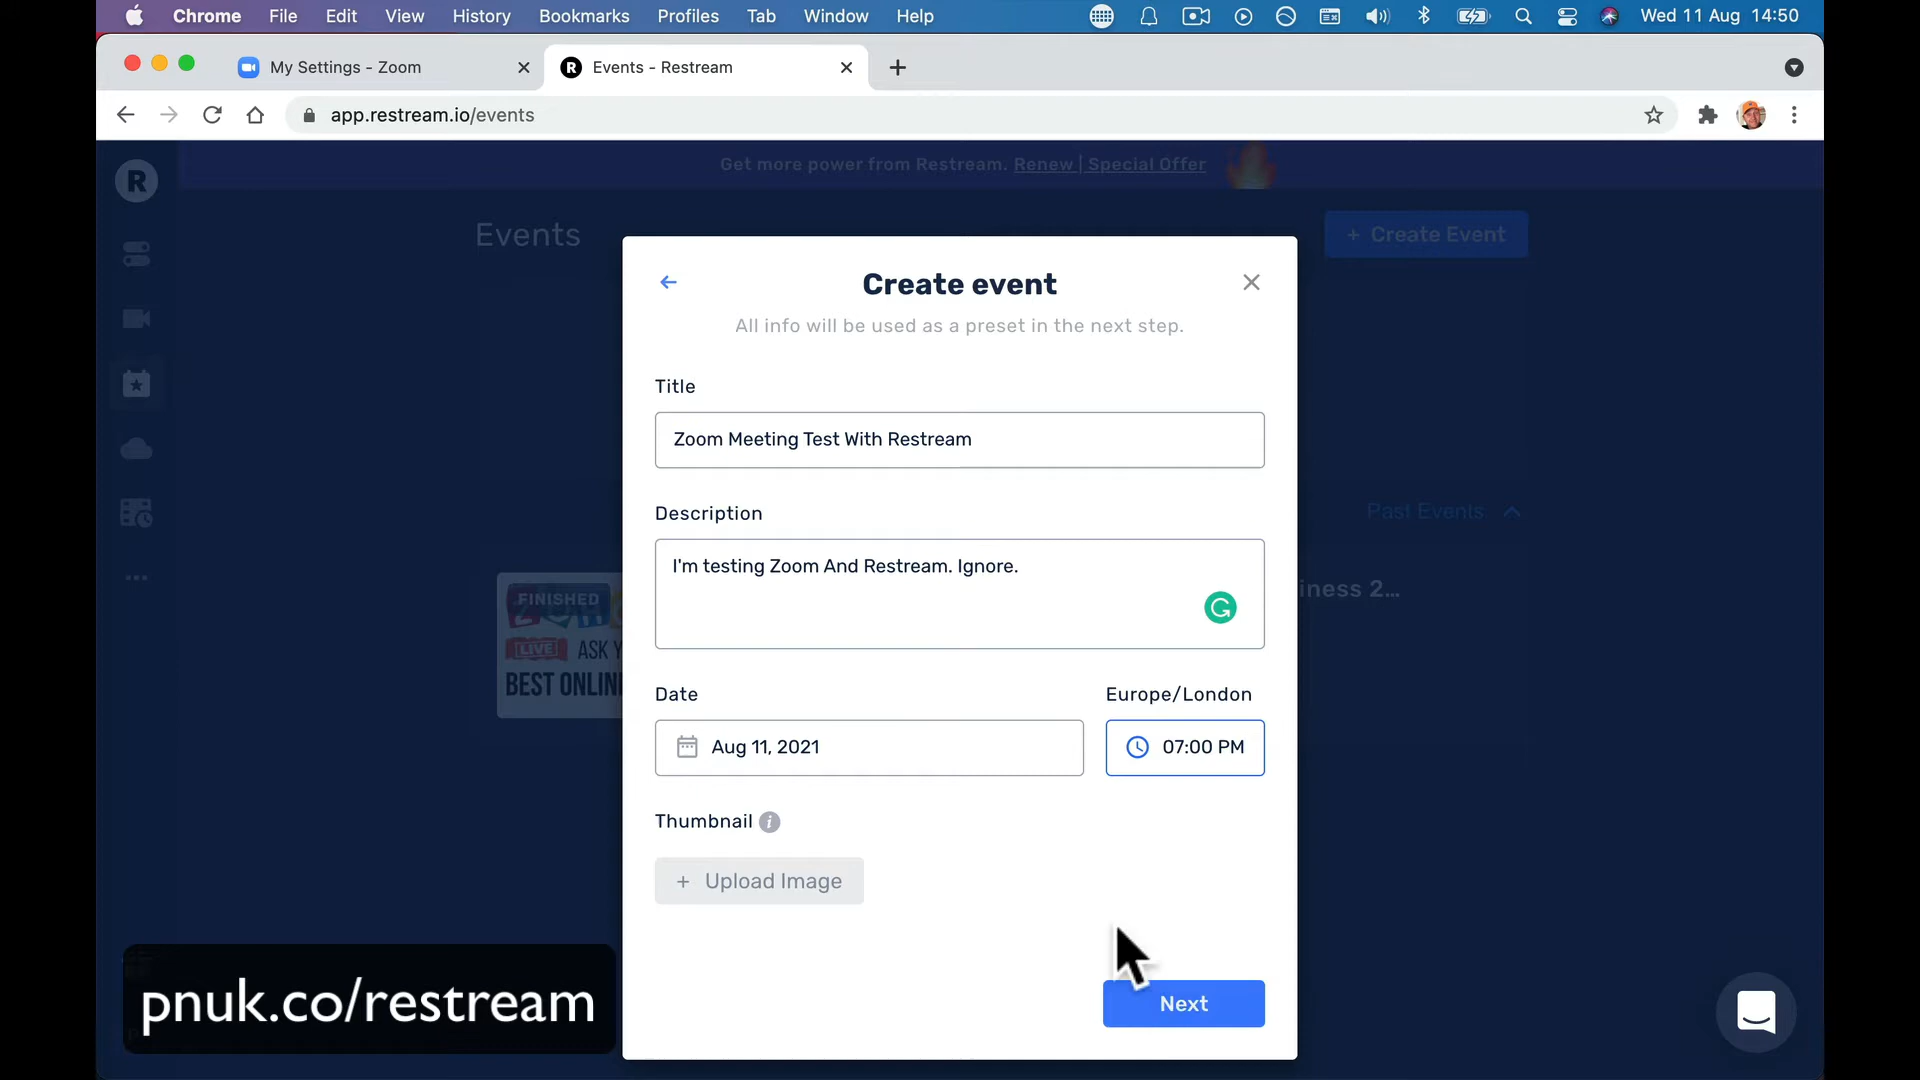 Chrome File Edit View History Bookmarks Profiles Tab Window Help Wed 11 Aug 14:50
My Settings - Zoom
R Events - Restream
app.restream.io/events
R
Get more power from Restream. Renew | Special Offer
Events
+ Create Event
Create event
All info will be used as a preset in the next step.
Title
Zoom Meeting Test With Restream
Description
I'm testing Zoom And Restream. Ignore.
Past Events
iness 2...
FINISHED
LIVE ASK
BEST ONLIN
Date
Europe/London
Aug 11, 2021
07:00 PM
Thumbnail i
+ Upload Image
Next
pnuk.co/restream